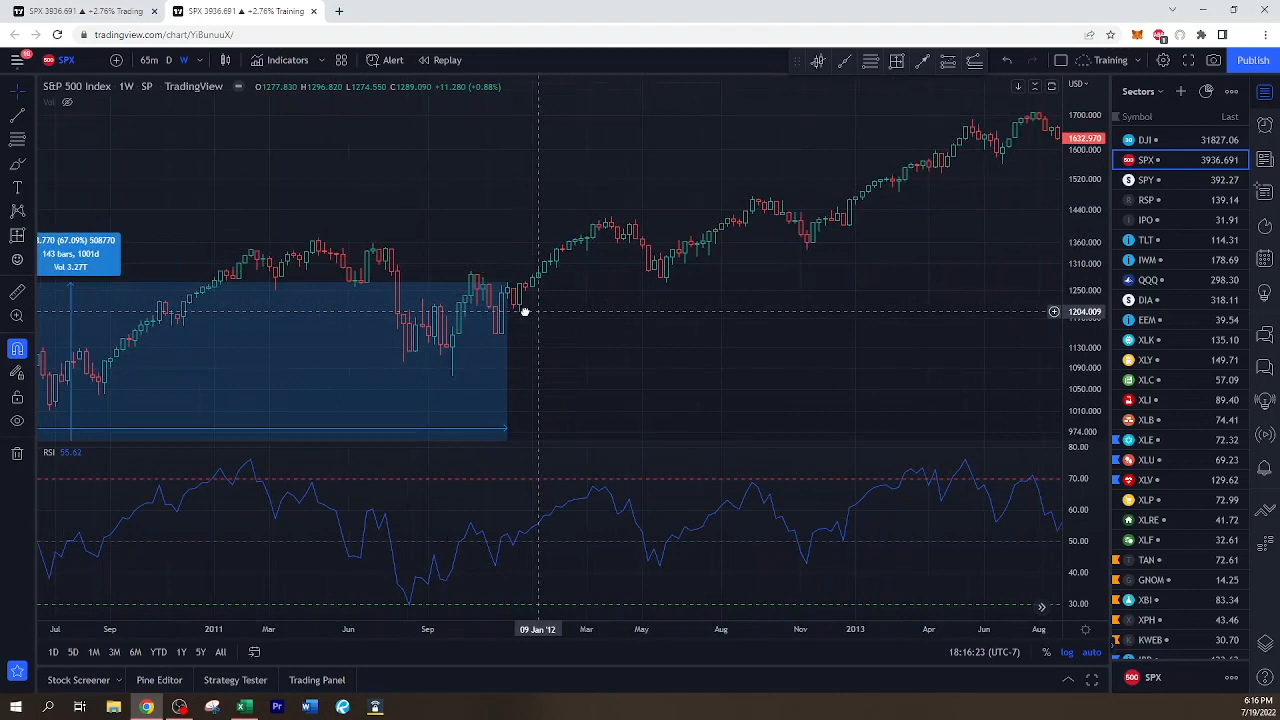 SPX 3936.691 ▲ +2.76% Trading
SPX 3936.691 ▲ +2.76% Training
tradingview.com/chart/YiBunuuX/
10
SPX
65m D W
Indicators
Alert
Replay
Training
Publish
S&P 500 Index · 1W · SP · TradingView
O1277.830 H1296.820 L1274.550 C1289.090 +11.280 (+0.88%)
Vol
USD
1700.000
1632.970
1600.000
1520.000
1440.000
1360.000
1310.000
1250.000
1204.009
1130.000
1090.000
1050.000
1010.000
974.000
.770 (67.09%) 508770
143 bars, 1001d
Vol 3.27T
RSI 55.62
80.00
70.00
60.00
50.00
40.00
30.00
Jul
Sep
2011
Mar
Jun
Sep
09 Jan '12
Mar
May
Aug
Nov
2013
Apr
Jun
Aug
1D 5D 1M 3M 6M YTD 1Y 5Y All
18:16:23 (UTC-7)
% log auto
Stock Screener
Pine Editor
Strategy Tester
Trading Panel
Sectors
Symbol Last
DJI 31827.06
SPX 3936.691
SPY 392.27
RSP 139.14
IPO 31.91
TLT 114.31
IWM 178.69
QQQ 298.30
DIA 318.11
EEM 39.54
XLK 135.10
XLY 149.71
XLC 57.09
XLI 89.40
XLB 74.41
XLE 72.32
XLU 69.23
XLV 129.62
XLP 72.99
XLRE 41.72
XLF 32.61
TAN 72.61
GNOM 14.25
XBI 83.34
XPH 43.46
KWEB 30.70
SPX
6:16 PM
7/19/2022